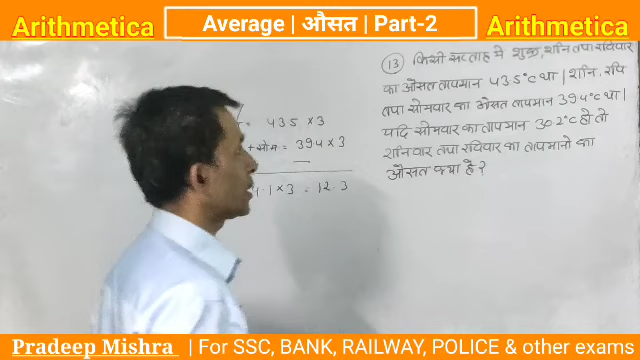 Arithmetica
Average | औसत | Part-2
Arithmetica
(13) किसी सप्ताह में शुक्र, शनि तथा रविवार
का औसत तापमान 43.5°C था | शनि, रवि
तथा सोमवार का औसत तापमान 39.4°C था |
यदि सोमवार का तापमान 30.2°C हो तो
शनिवार तथा रविवार का तापमानों का
औसत क्या है?
= 43.5 × 3
+ सोम = 39.4 × 3
4.1 × 3 = 12.3
Pradeep Mishra | For SSC, BANK, RAILWAY, POLICE & other exams